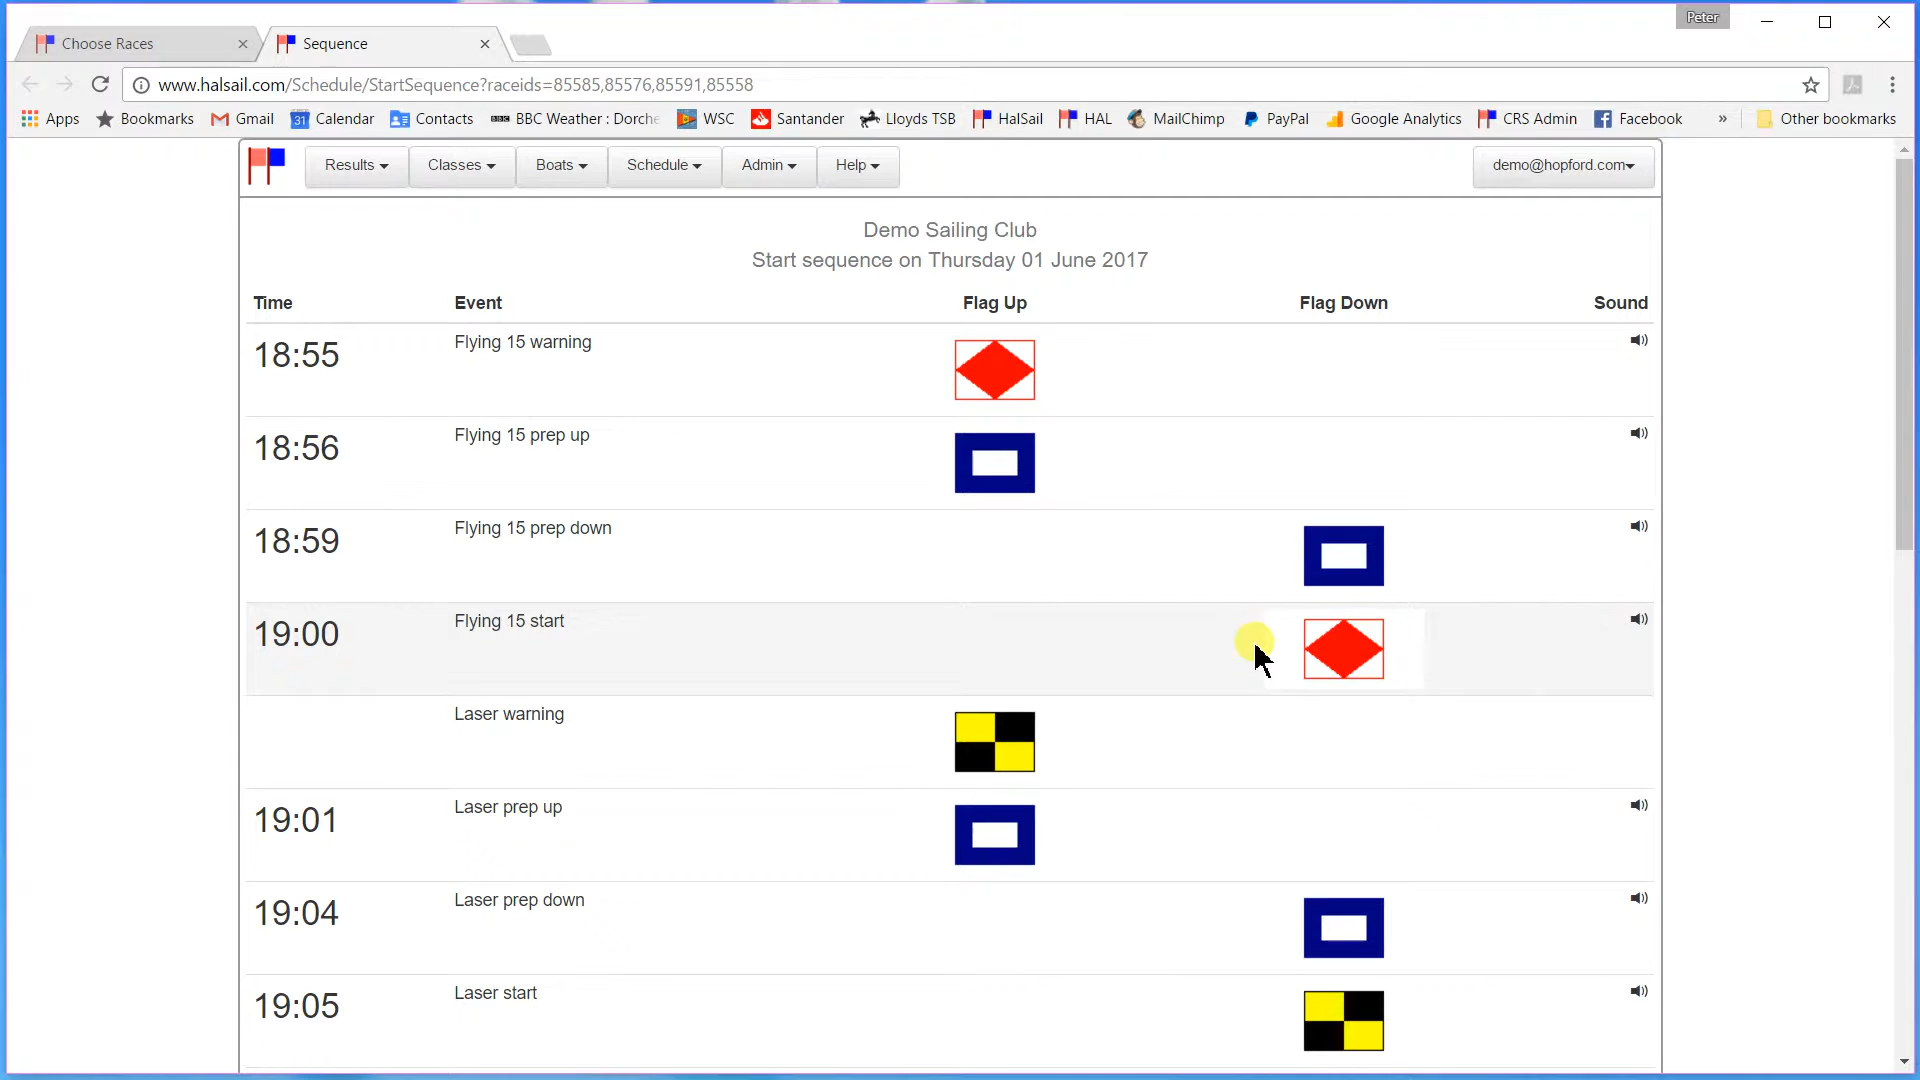 Peter
Choose Races
Sequence
www.halsail.com/Schedule/StartSequence?raceids=85585,85576,85591,85558
Apps Bookmarks Gmail 31 Calendar Contacts BBC BBC Weather : Dorche WSC Santander Lloyds TSB HalSail HAL MailChimp PayPal Google Analytics CRS Admin Facebook » Other bookmarks
Results Classes Boats Schedule Admin Help demo@hopford.com
Demo Sailing Club
Start sequence on Thursday 01 June 2017
Time Event Flag Up Flag Down Sound
18:55 Flying 15 warning
18:56 Flying 15 prep up
18:59 Flying 15 prep down
19:00 Flying 15 start
Laser warning
19:01 Laser prep up
19:04 Laser prep down
19:05 Laser start